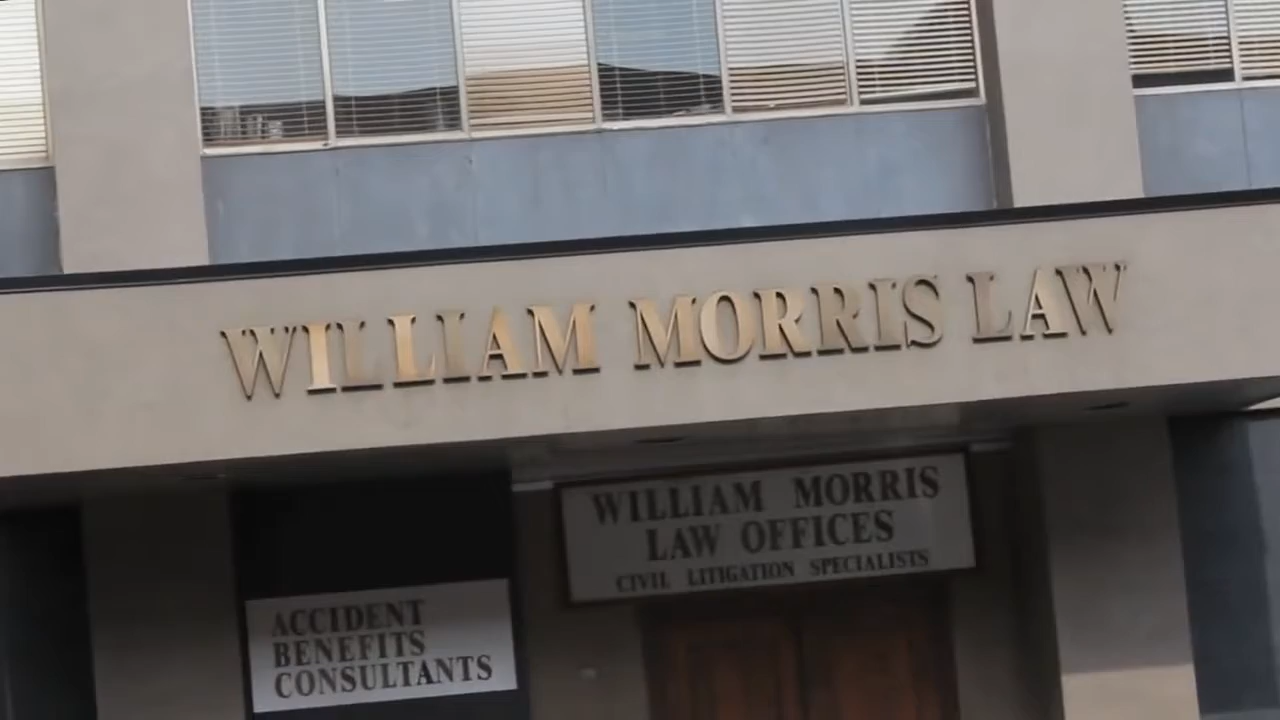 WILLIAM MORRIS LAW
WILLIAM MORRIS
LAW OFFICES
CIVIL LITIGATION SPECIALISTS
ACCIDENT
BENEFITS
CONSULTANTS